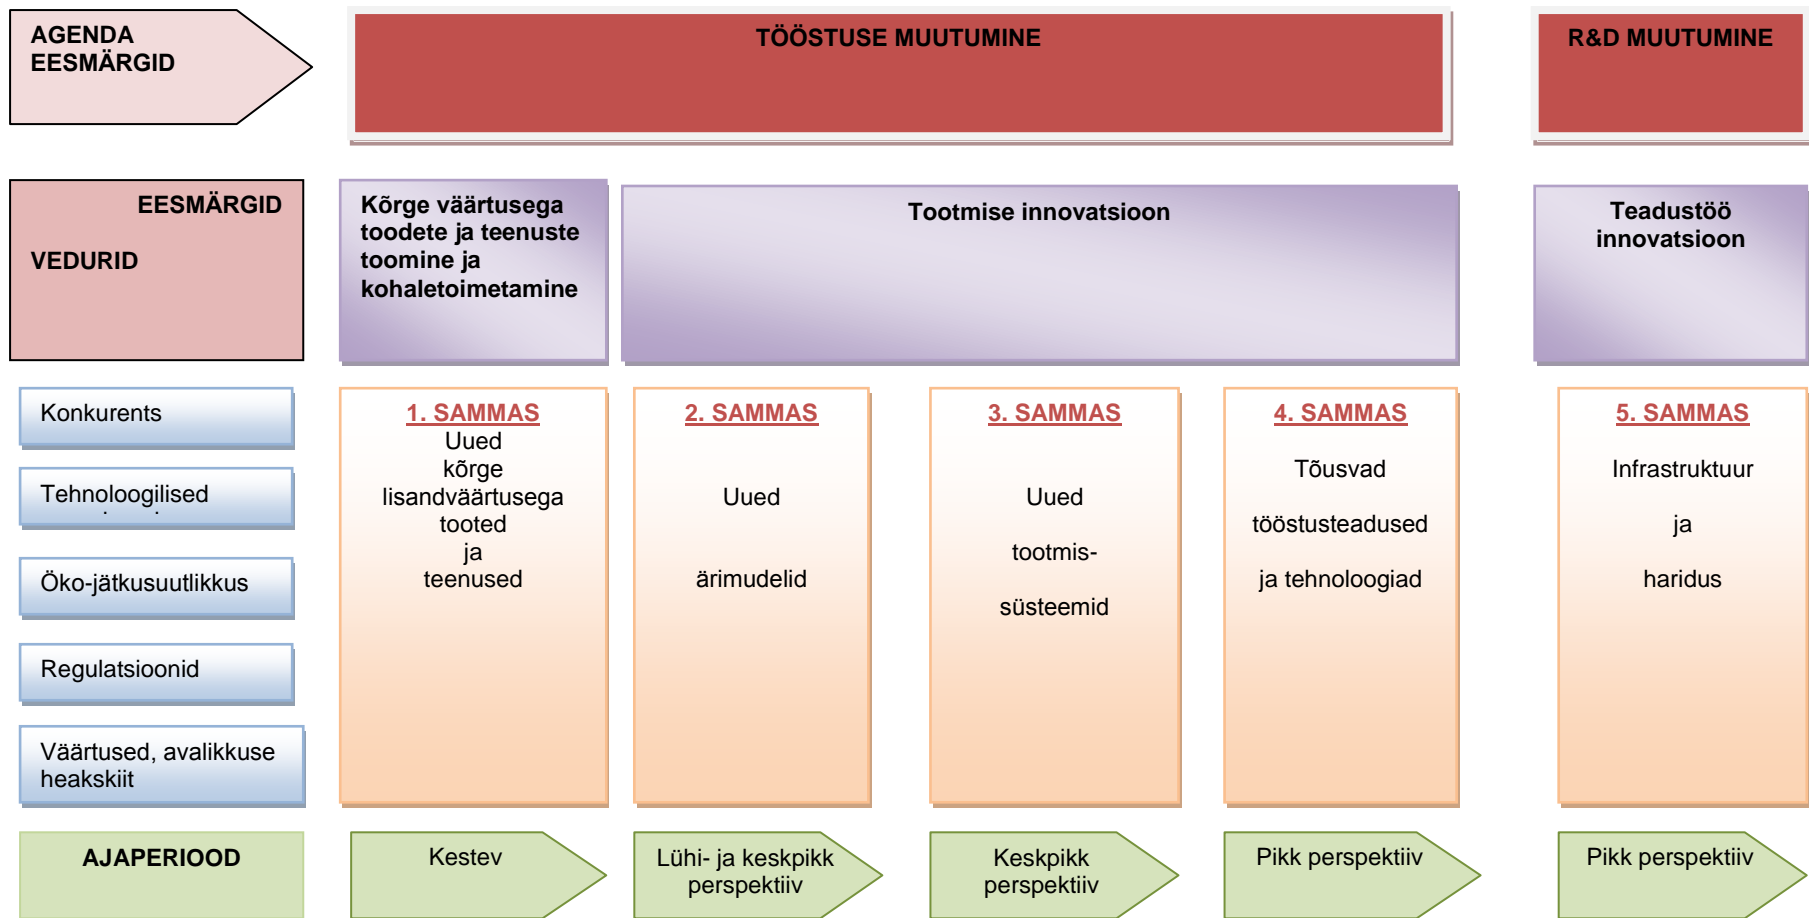 AGENDA
EESMÄRGID
TÖÖSTUSE MUUTUMINE
R&D MUUTUMINE
EESMÄRGID
VEDURID
Kõrge väärtusega
toodete ja teenuste
toomine ja
kohaletoimetamine
Tootmise innovatsioon
Teadustöö
innovatsioon
Konkurents
Tehnoloogilised
Öko-jätkusuutlikkus
Regulatsioonid
Väärtused, avalikkuse
heakskiit
1. SAMMAS
Uued
kõrge
lisandväärtusega
tooted
ja
teenused
2. SAMMAS
Uued
ärimudelid
3. SAMMAS
Uued
tootmis-
süsteemid
4. SAMMAS
Tõusvad
tööstusteadused
ja tehnoloogiad
5. SAMMAS
Infrastruktuur
ja
haridus
AJAPERIOOD
Kestev
Lühi- ja keskpikk
perspektiiv
Keskpikk
perspektiiv
Pikk perspektiiv
Pikk perspektiiv